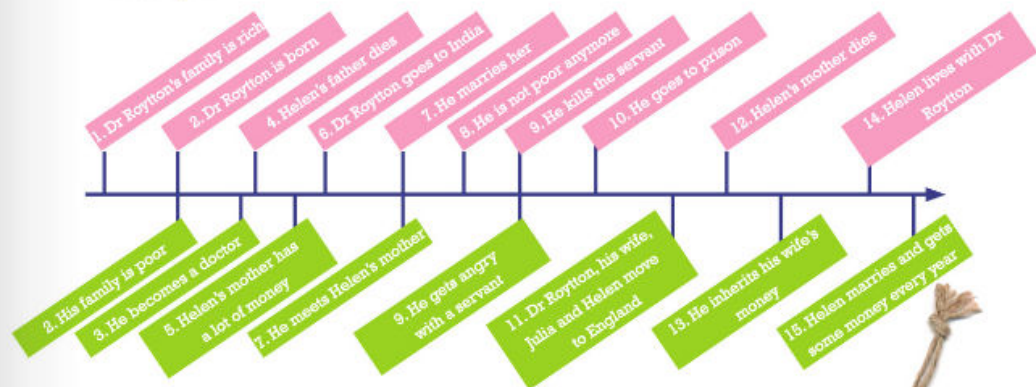 1. Dr Roytton's family is rich
2. Dr Roytton is born
4. Helen's father dies
6. Dr Roytton goes to India
7. He marries her
8. He is not poor anymore
9. He kills the servant
10. He goes to prison
12. Helen's mother dies
14. Helen lives with Dr
Roytton
2. His family is poor
3. He becomes a doctor
5. Helen's mother has
a lot of money
7. He meets Helen's mother
9. He gets angry
with a servant
11. Dr Roytton, his wife,
Julia and Helen move
to England
13. He inherits his wife's
money
15. Helen marries and gets
some money every year